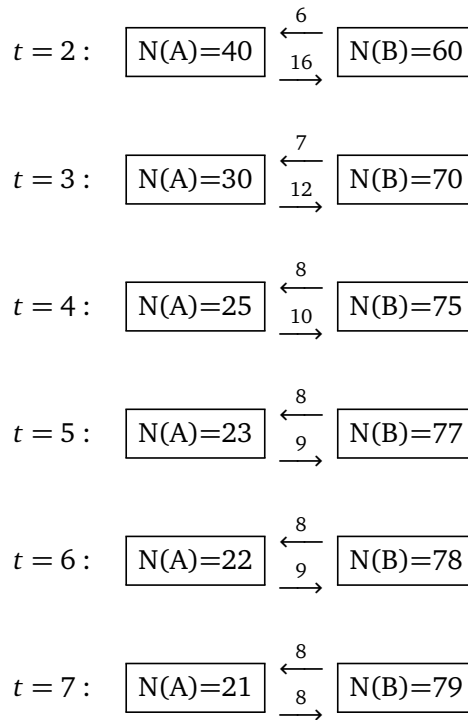 6
t = 2 : N(A)=40 ⟵ ⟶ N(B)=60
16
7
t = 3 : N(A)=30 ⟵ ⟶ N(B)=70
12
8
t = 4 : N(A)=25 ⟵ ⟶ N(B)=75
10
8
t = 5 : N(A)=23 ⟵ ⟶ N(B)=77
9
8
t = 6 : N(A)=22 ⟵ ⟶ N(B)=78
9
8
t = 7 : N(A)=21 ⟵ ⟶ N(B)=79
8